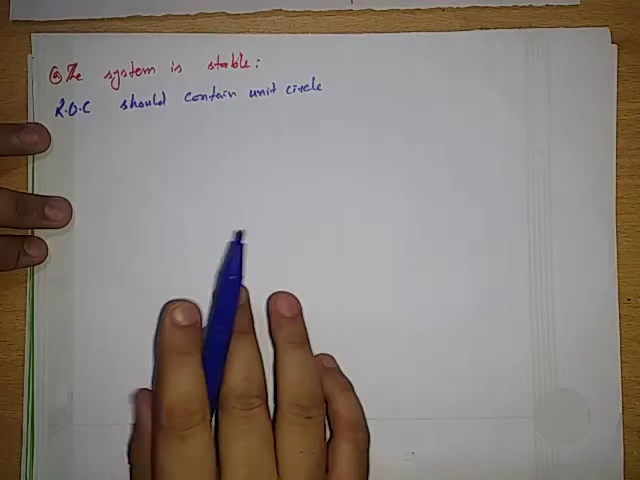 ⓐ The system is stable:
R.O.C should contain unit circle